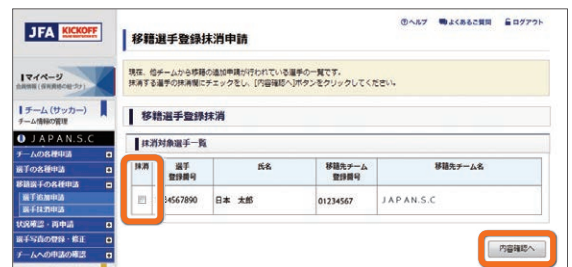 JFA KICKOFF
ヘルプ よくあるご質問 ログアウト
移籍選手登録抹消申請
マイページ
現在、他チームから移籍の追加申請が行われている選手の一覧です。
抹消する選手の抹消欄にチェックをし、[内容確認へ]ボタンをクリックしてください。
チーム (サッカー)
チーム情報の管理
JAPAN.S.C
チームの各種申請
選手の各種申請
移籍選手の各種申請
選手追加申請
選手抹消申請
状況確認・再申請
選手写真の登録・修正
チームへの申請の確認
移籍選手登録抹消
抹消対象選手一覧
抹消 選手登録番号 氏名 移籍先チーム登録番号 移籍先チーム名
4567890 日本 太郎 01234567 JAPAN.S.C
内容確認へ